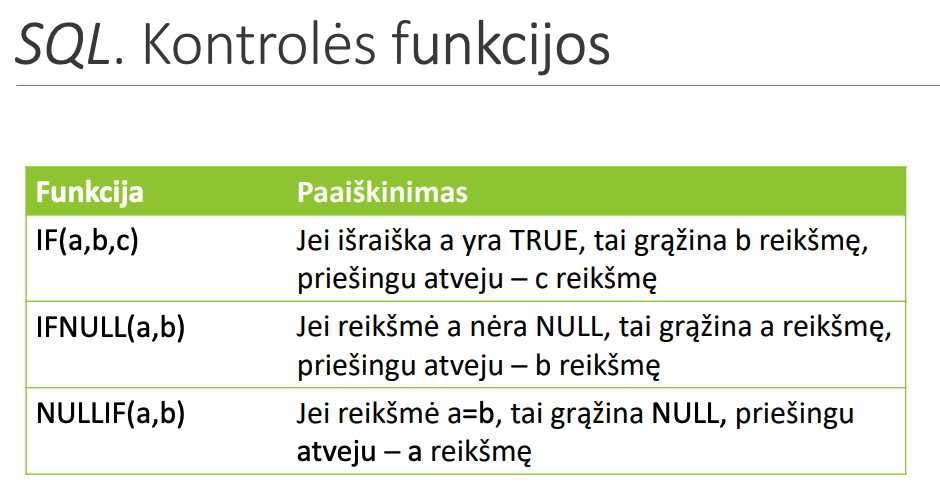 SQL. Kontrolės funkcijos
Funkcija Paaiškinimas
IF(a,b,c) Jei išraiška a yra TRUE, tai grąžina b reikšmę,
priešingu atveju – c reikšmę
IFNULL(a,b) Jei reikšmė a nėra NULL, tai grąžina a reikšmę,
priešingu atveju – b reikšmę
NULLIF(a,b) Jei reikšmė a=b, tai grąžina NULL, priešingu
atveju – a reikšmę